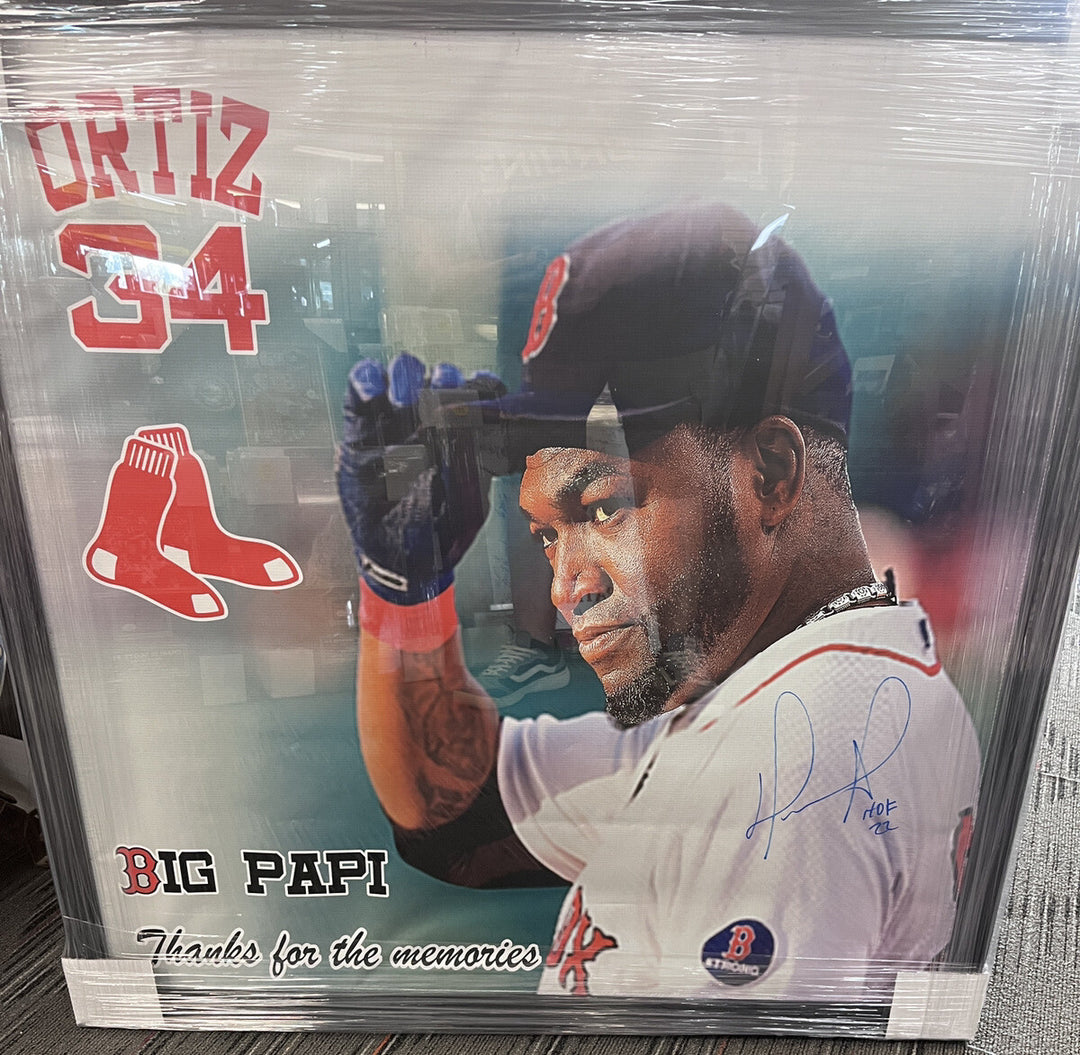 ORTIZ
34
B
HOF
22
BIG PAPI
B
STRONG
Thanks for the memories